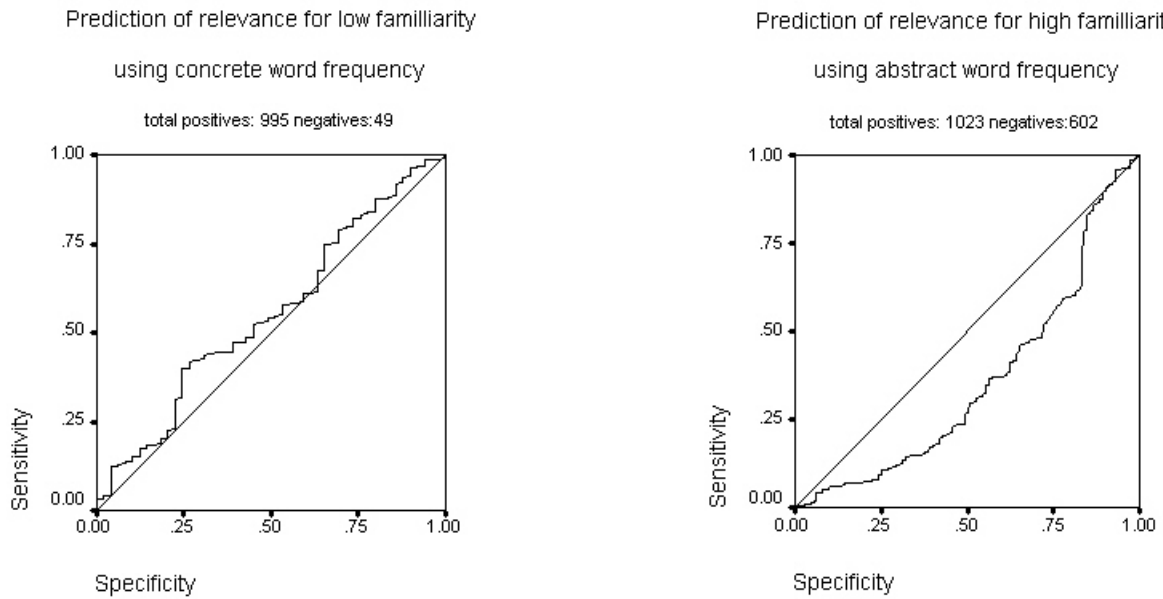 Prediction of relevance for low familliarity
using concrete word frequency
total positives: 995 negatives:49
1.00
.75
.50
.25
0.00
Sensitivity
0.00 .25 .50 .75 1.00
Specificity
Prediction of relevance for high familliarit
using abstract word frequency
total positives: 1023 negatives:602
1.00
.75
.50
.25
0.00
Sensitivity
0.00 .25 .50 .75 1.00
Specificity